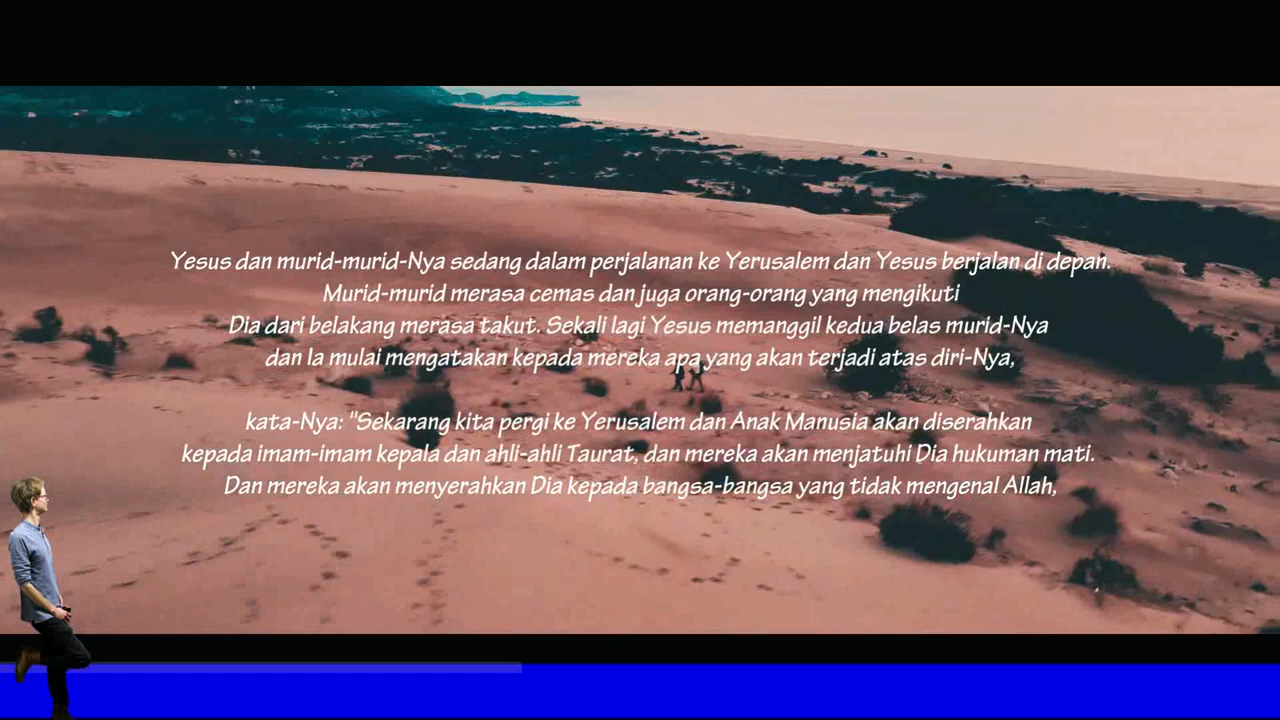 Yesus dan murid-murid-Nya sedang dalam perjalanan ke Yerusalem dan Yesus berjalan di depan.
Murid-murid merasa cemas dan juga orang-orang yang mengikuti
Dia dari belakang merasa takut. Sekali lagi Yesus memanggil kedua belas murid-Nya
dan Ia mulai mengatakan kepada mereka apa yang akan terjadi atas diri-Nya,
kata-Nya: "Sekarang kita pergi ke Yerusalem dan Anak Manusia akan diserahkan
kepada imam-imam kepala dan ahli-ahli Taurat, dan mereka akan menjatuhi Dia hukuman mati.
Dan mereka akan menyerahkan Dia kepada bangsa-bangsa yang tidak mengenal Allah,